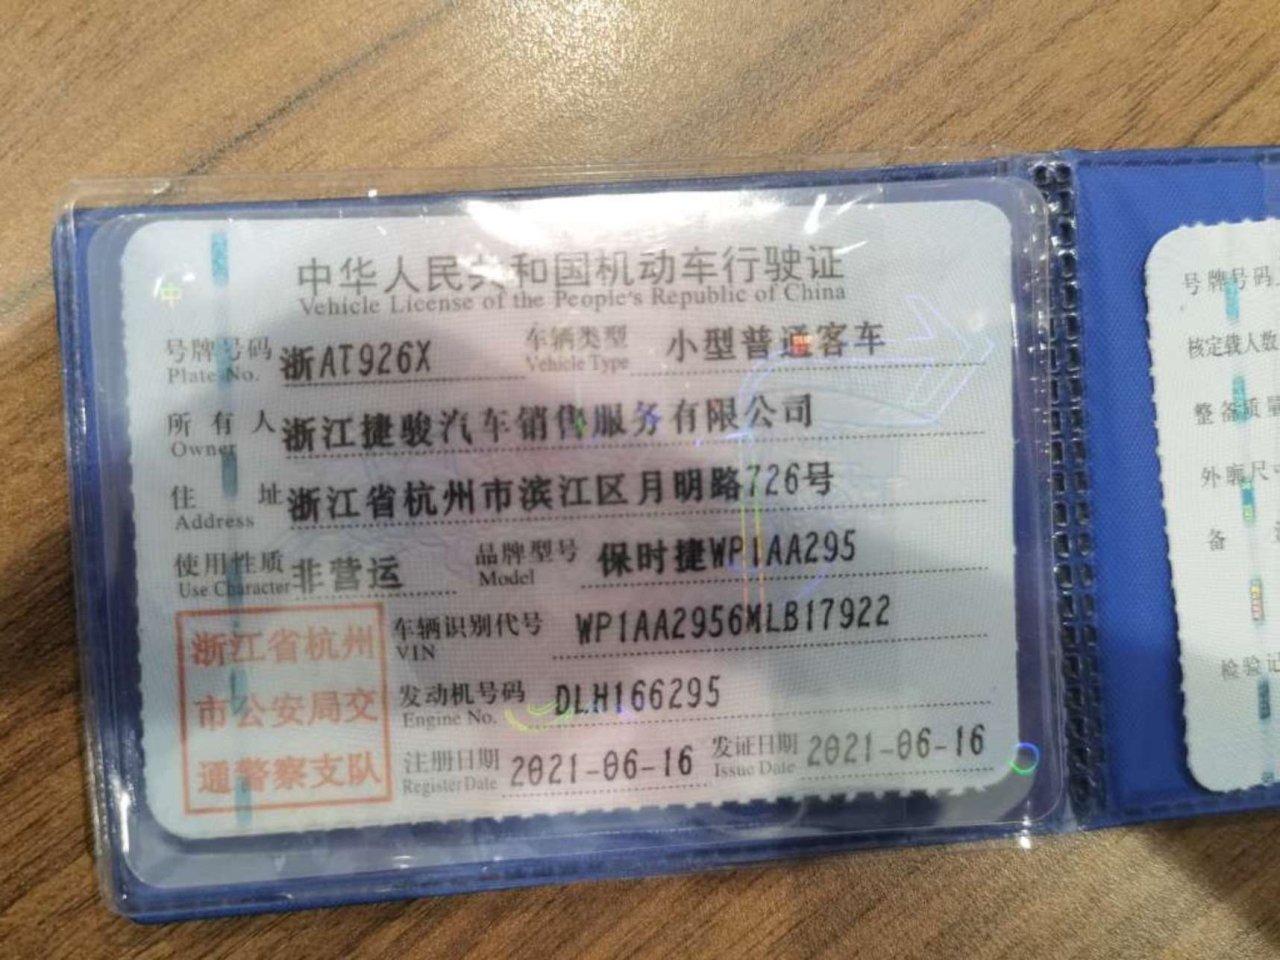 中华人民共和国机动车行驶证
Vehicle License of the People's Republic of China
号牌号码 浙AT926X 车辆类型 小型普通客车
Plate No. Vehicle Type
所有人 浙江捷骏汽车销售服务有限公司
Owner
住址 浙江省杭州市滨江区月明路726号
Address
使用性质 非营运 品牌型号 保时捷WP1AA295
Use Character Model
车辆识别代号 WP1AA2956MLB17922
VIN
发动机号码 DLH166295
Engine No.
注册日期 2021-06-16 发证日期 2021-06-16
Register Date Issue Date
浙江省杭州
市公安局交
通警察支队
中
号牌号码
核定载人数
整备质量
外廓尺
备
检验记